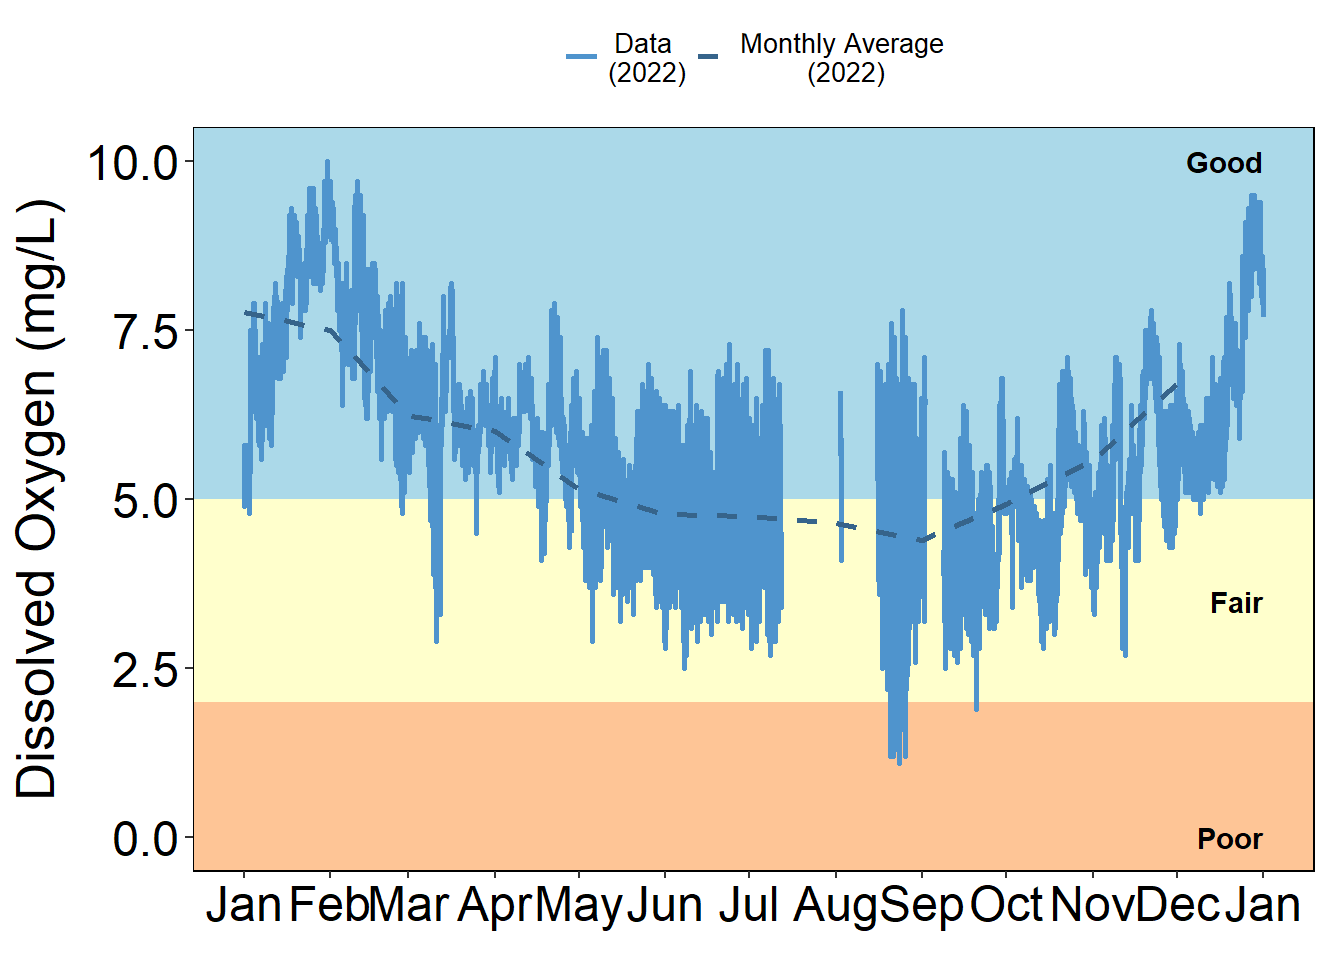 Data
(2022)
Monthly Average
(2022)
Dissolved Oxygen (mg/L)
10.0
7.5
5.0
2.5
0.0
Good
Fair
Poor
Jan Feb Mar Apr May Jun Jul Aug Sep Oct Nov Dec Jan